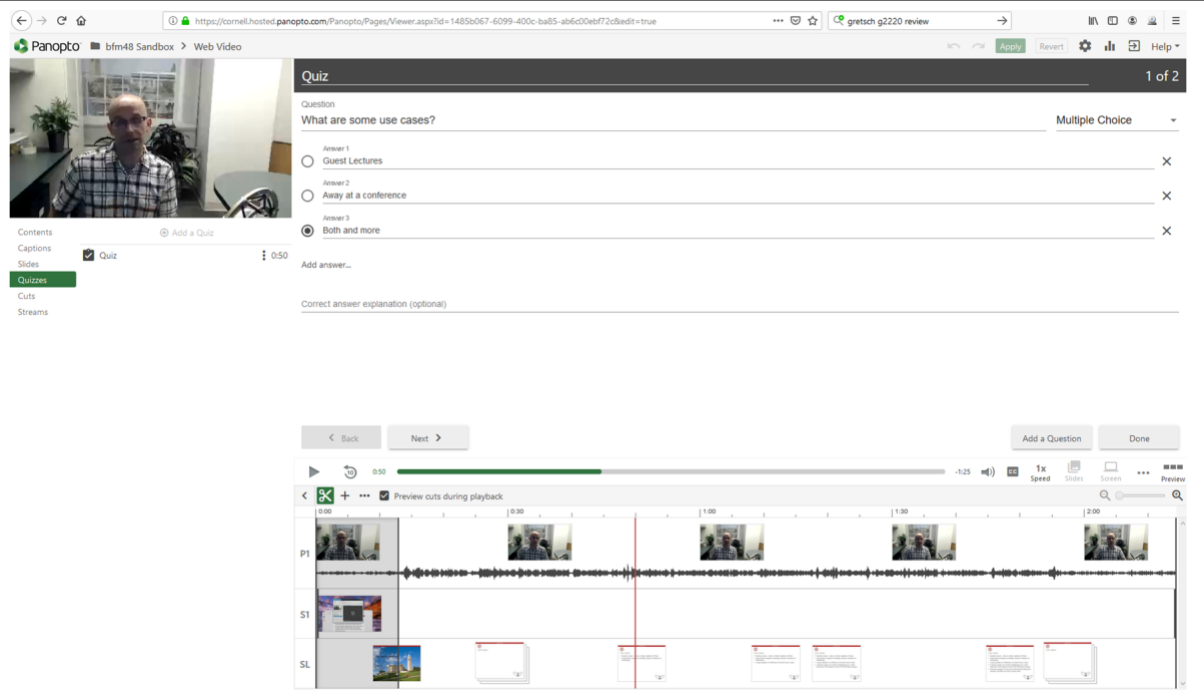 https://cornell.hosted.panopto.com/Panopto/Pages/Viewer.aspx?id=1485b067-6099-400c-ba85-ab6c00ebf72c&edit=true
gretsch g2220 review
Panopto bfm48 Sandbox > Web Video
Apply Revert Help
Quiz 1 of 2
Question
What are some use cases? Multiple Choice
Answer 1
Guest Lectures
Answer 2
Away at a conference
Answer 3
Both and more
Add answer...
Correct answer explanation (optional)
Contents
Add a Quiz
Captions
Quiz 0:50
Slides
Quizzes
Cuts
Streams
Back Next Add a Question Done
10 0:50 -1:25 CC 1x
Speed Slides Screen Preview
Preview cuts during playback
0:00 0:30 1:00 1:30 2:00
P1
S1
SL